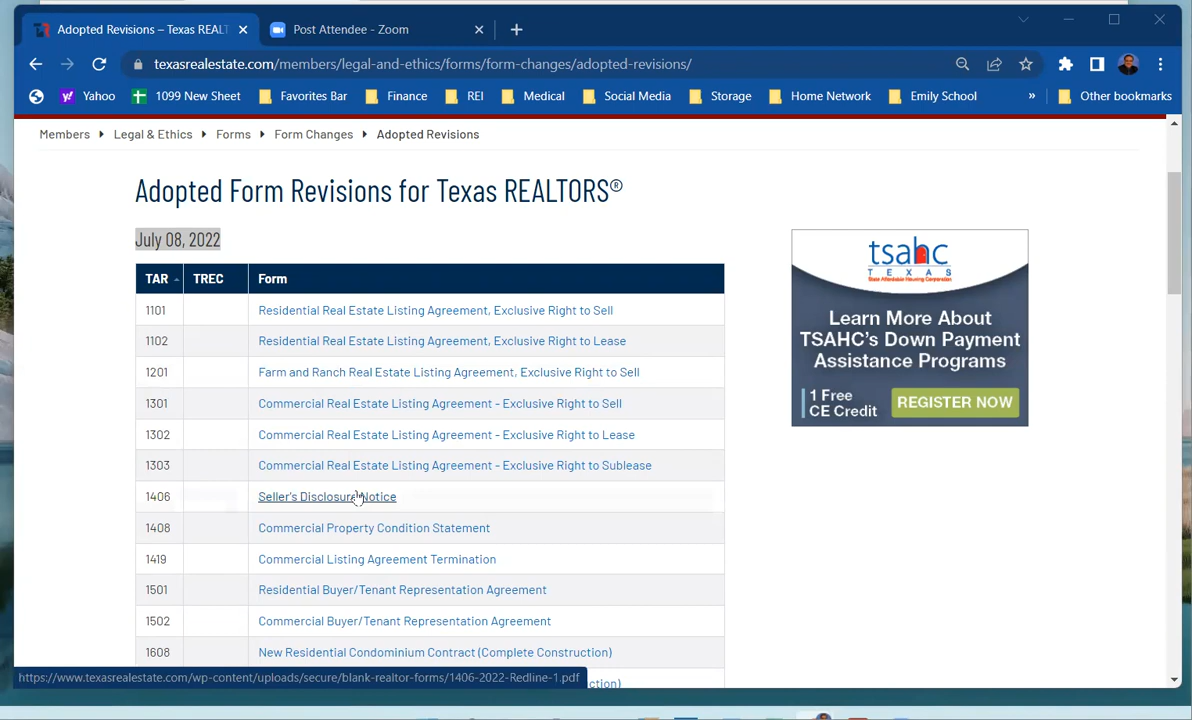 Adopted Revisions – Texas REALT
Post Attendee - Zoom
texasrealestate.com/members/legal-and-ethics/forms/form-changes/adopted-revisions/
Yahoo
1099 New Sheet
Favorites Bar
Finance
REI
Medical
Social Media
Storage
Home Network
Emily School
»
Other bookmarks
Members
Legal & Ethics
Forms
Form Changes
Adopted Revisions
Adopted Form Revisions for Texas REALTORS®
July 08, 2022
TAR TREC Form
1101 Residential Real Estate Listing Agreement, Exclusive Right to Sell
1102 Residential Real Estate Listing Agreement, Exclusive Right to Lease
1201 Farm and Ranch Real Estate Listing Agreement, Exclusive Right to Sell
1301 Commercial Real Estate Listing Agreement - Exclusive Right to Sell
1302 Commercial Real Estate Listing Agreement - Exclusive Right to Lease
1303 Commercial Real Estate Listing Agreement - Exclusive Right to Sublease
1406 Seller's Disclosure Notice
1408 Commercial Property Condition Statement
1419 Commercial Listing Agreement Termination
1501 Residential Buyer/Tenant Representation Agreement
1502 Commercial Buyer/Tenant Representation Agreement
1608 New Residential Condominium Contract (Complete Construction)
ction)
https://www.texasrealestate.com/wp-content/uploads/secure/blank-realtor-forms/1406-2022-Redline-1.pdf
tsahc
TEXAS
State Affordable Housing Corporation
Learn More About
TSAHC's Down Payment
Assistance Programs
1 Free
CE Credit
REGISTER NOW